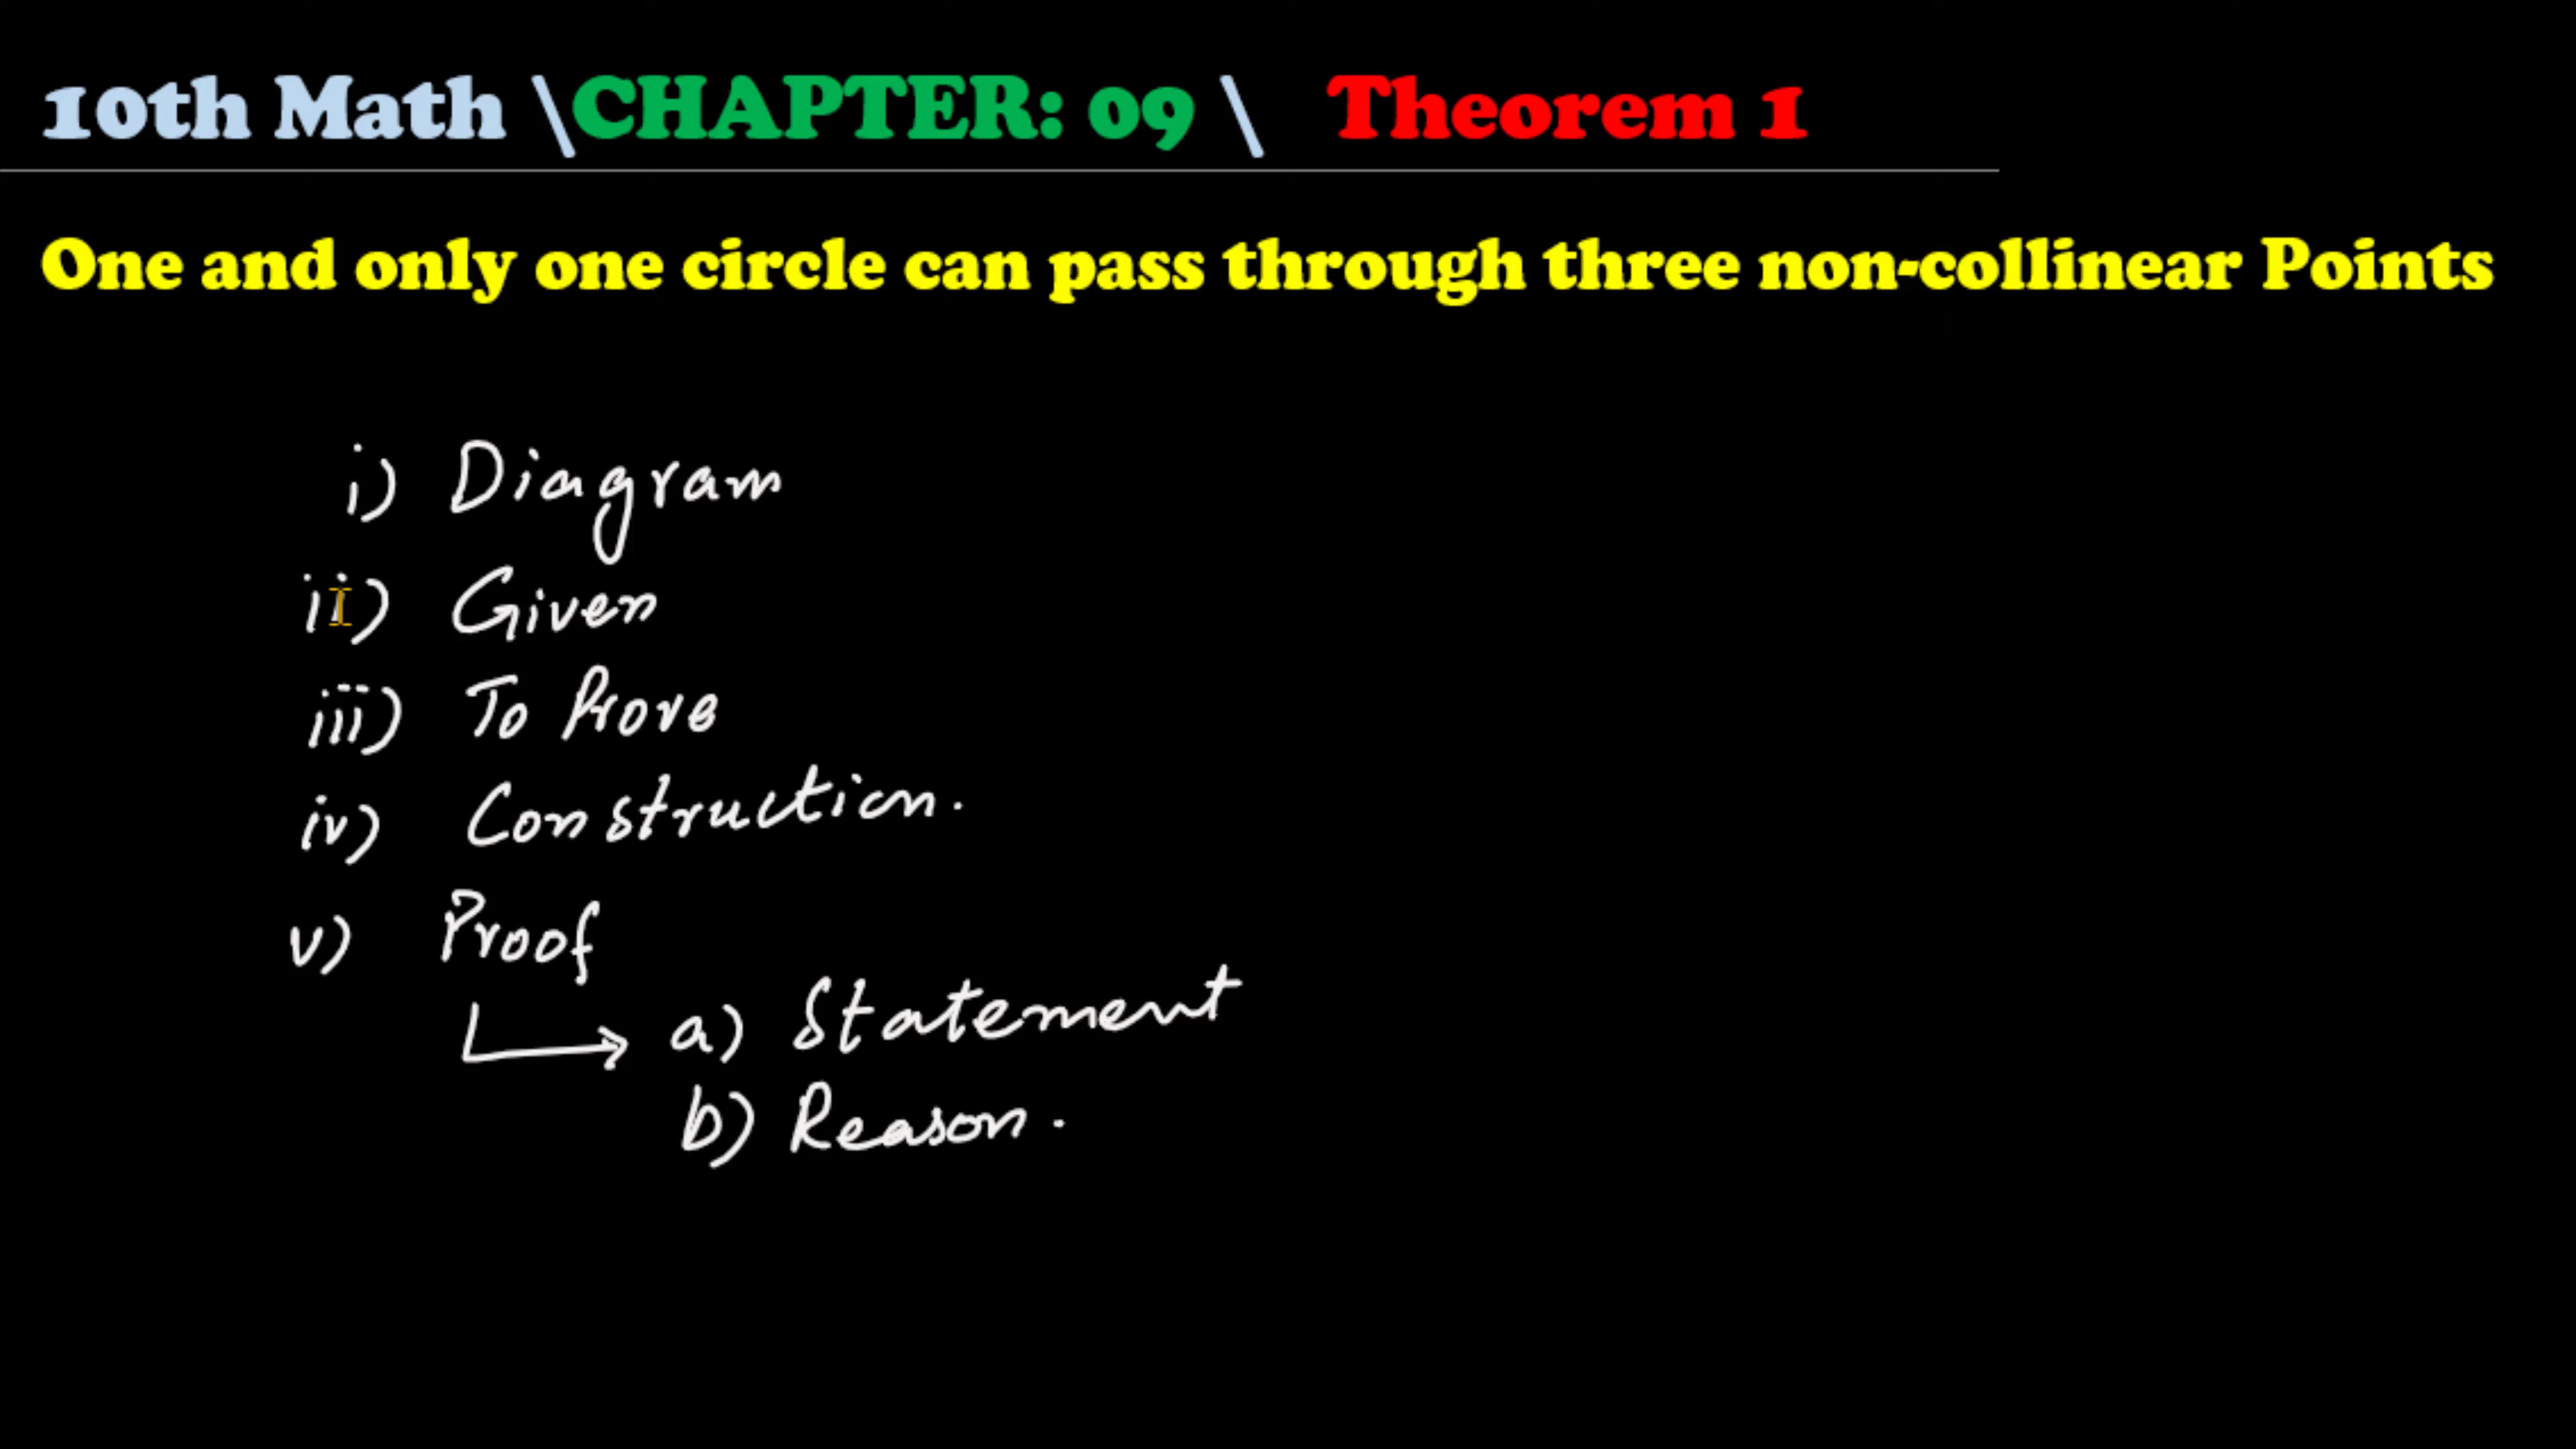 10th Math \CHAPTER: 09 \ Theorem 1
One and only one circle can pass through three non-collinear Points
i) Diagram
ii) Given
iii) To Prove
iv) Construction.
v) Proof
a) Statement
b) Reason.